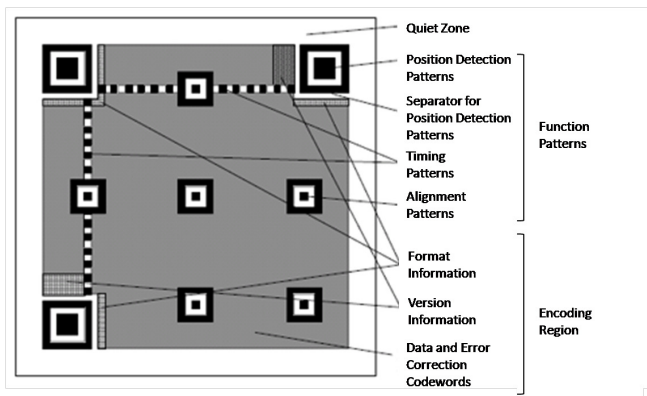 Quiet Zone
Position Detection
Patterns
Separator for
Position Detection
Patterns
Timing
Patterns
Alignment
Patterns
Function
Patterns
Format
Information
Version
Information
Data and Error
Correction
Codewords
Encoding
Region